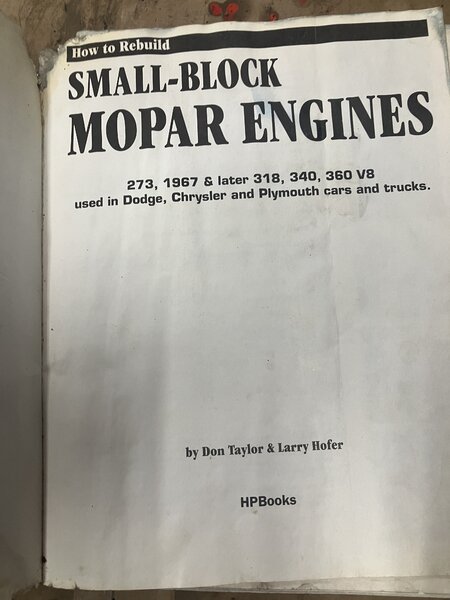 How to Rebuild
SMALL-BLOCK
MOPAR ENGINES
273, 1967 & later 318, 340, 360 V8
used in Dodge, Chrysler and Plymouth cars and trucks.
by Don Taylor & Larry Hofer
HPBooks